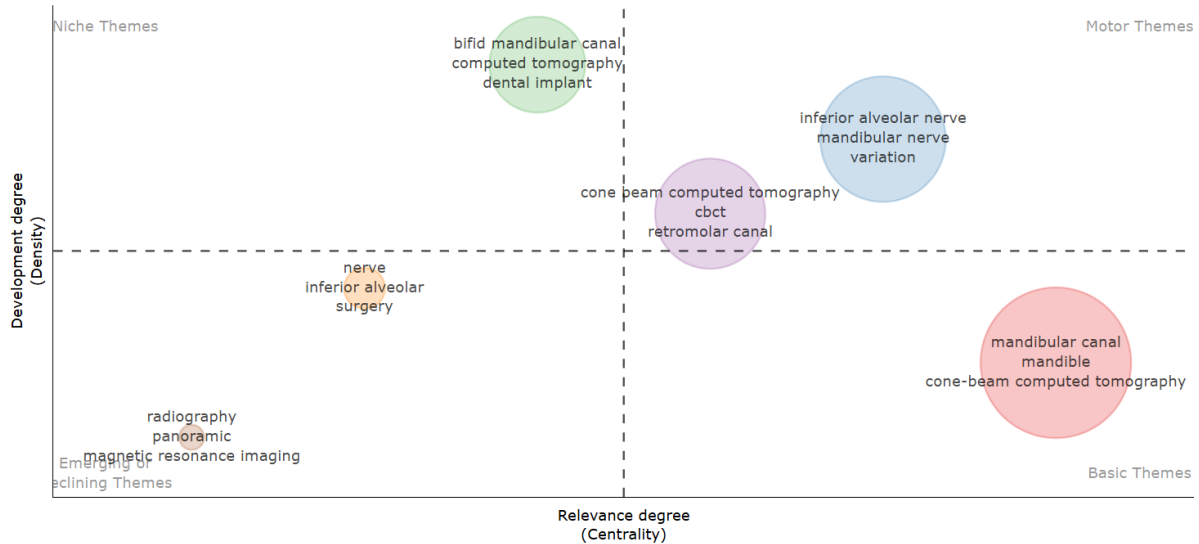 Niche Themes
Motor Themes
bifid mandibular canal
computed tomography
dental implant
inferior alveolar nerve
mandibular nerve
variation
cone beam computed tomography
cbct
retromolar canal
nerve
inferior alveolar
surgery
mandibular canal
mandible
cone-beam computed tomography
radiography
panoramic
magnetic resonance imaging
Emerging or
eclining Themes
Basic Themes
Development degree
(Density)
Relevance degree
(Centrality)